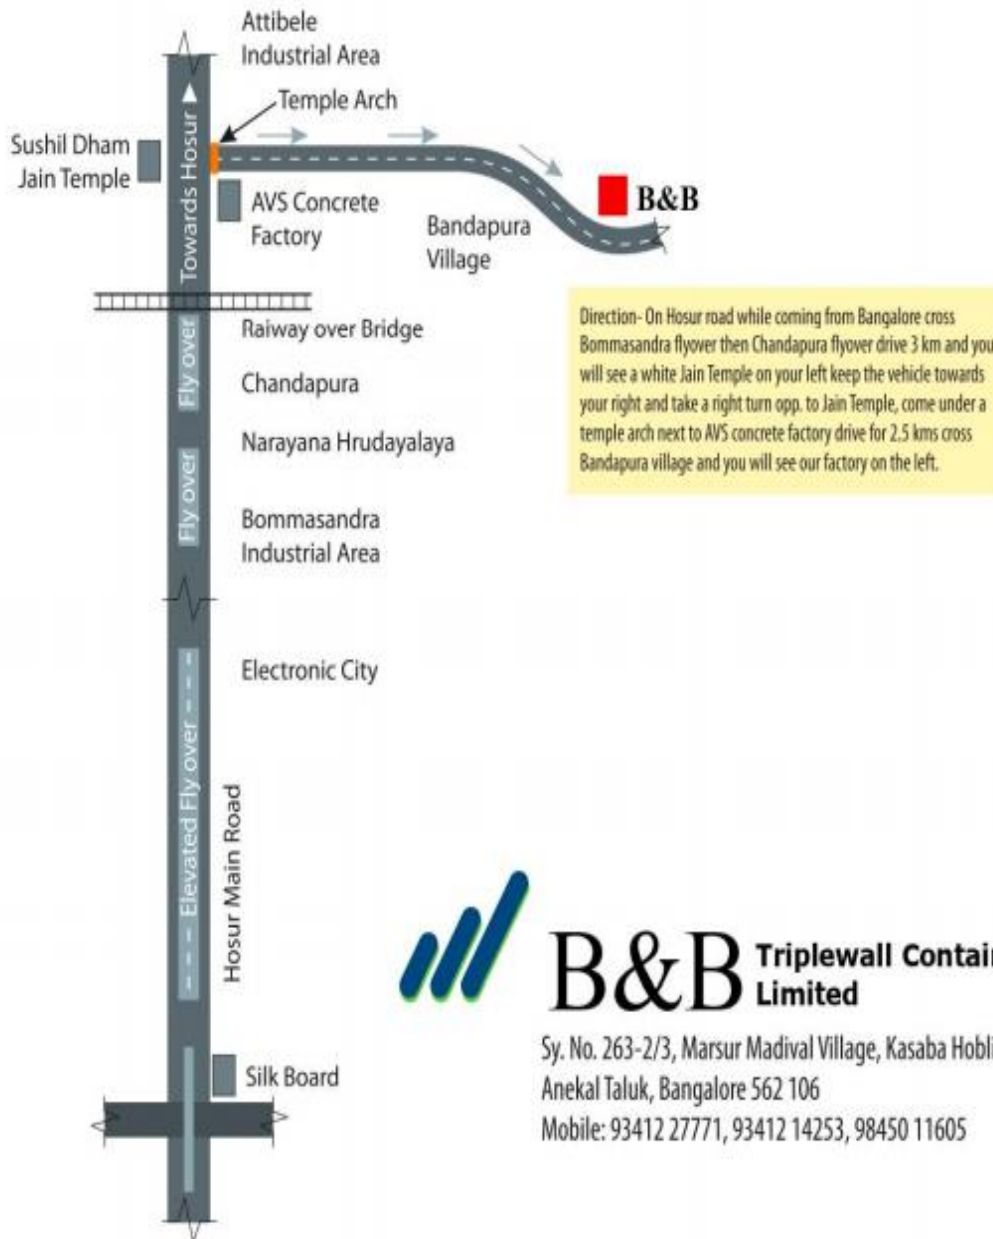 Attibele
Industrial Area
Temple Arch
Sushil Dham
Jain Temple
Towards Hosur
AVS Concrete
Factory
Bandapura
Village
B&B
Raiway over Bridge
Fly over
Chandapura
Narayana Hrudayalaya
Fly over
Bommasandra
Industrial Area
Direction- On Hosur road while coming from Bangalore cross
Bommasandra flyover then Chandapura flyover drive 3 km and you
will see a white Jain Temple on your left keep the vehicle towards
your right and take a right turn opp. to Jain Temple, come under a
temple arch next to AVS concrete factory drive for 2.5 kms cross
Bandapura village and you will see our factory on the left.
Electronic City
Elevated Fly over
Hosur Main Road
Silk Board
B&B Triplewall Contain
Limited
Sy. No. 263-2/3, Marsur Madival Village, Kasaba Hobli
Anekal Taluk, Bangalore 562 106
Mobile: 93412 27771, 93412 14253, 98450 11605